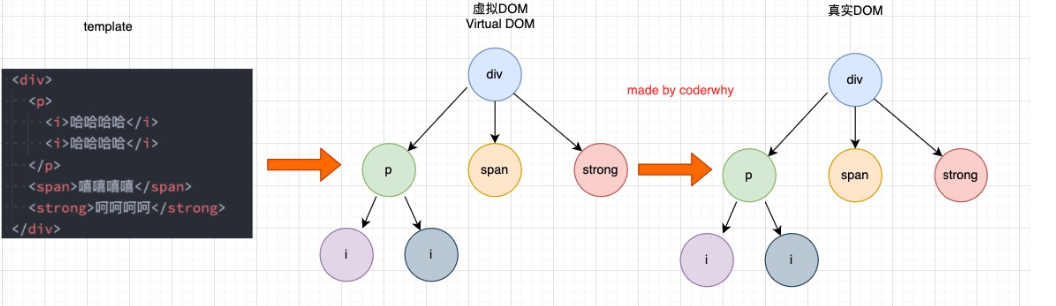 template
<div>
<p>
<i>哈哈哈哈</i>
<i>哈哈哈哈</i>
</p>
<span>嘻嘻嘻嘻</span>
<strong>呵呵呵呵</strong>
</div>
虚拟DOM
Virtual DOM
div
p
span
strong
i
i
made by coderwhy
真实DOM
div
p
span
strong
i
i